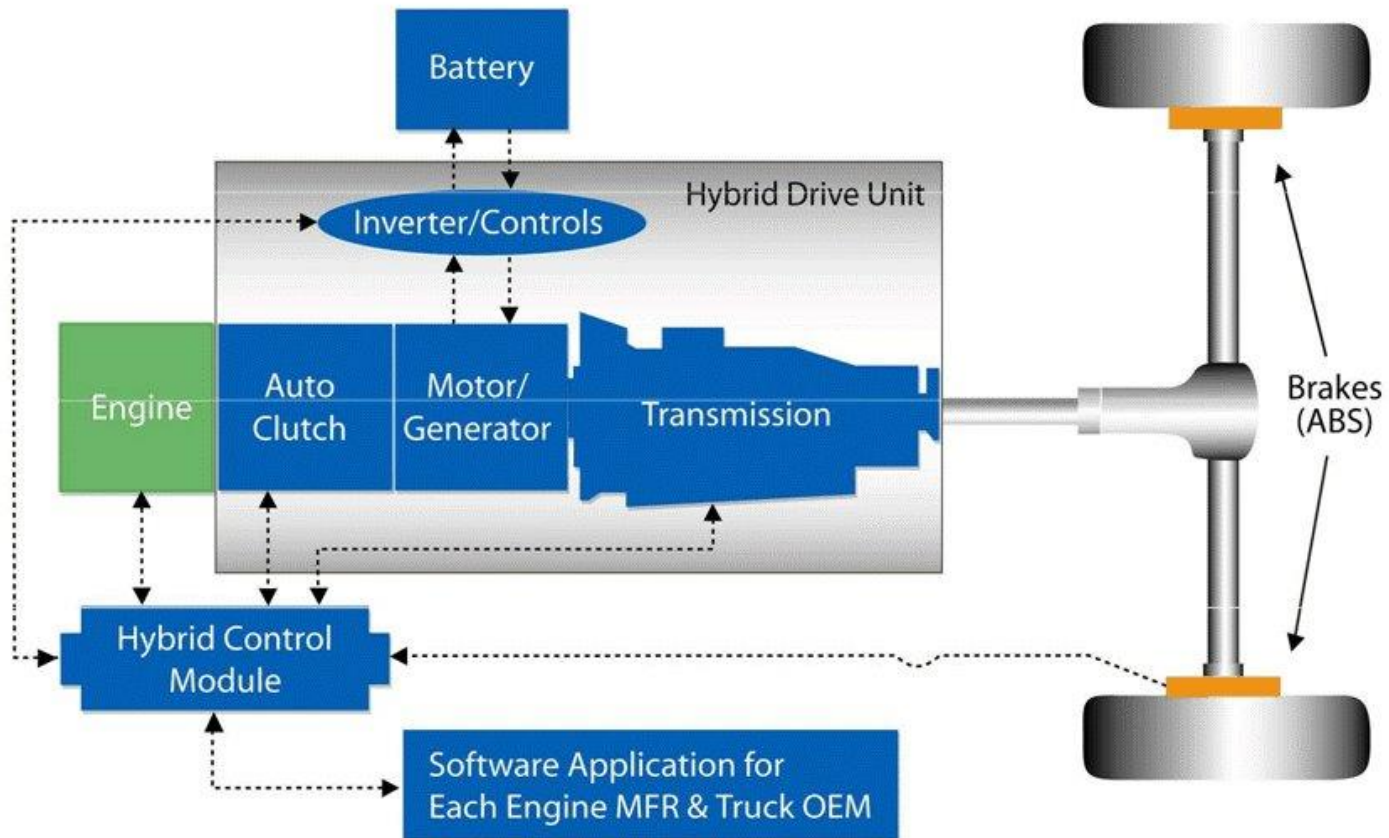 Battery
Hybrid Drive Unit
Inverter/Controls
Engine
Auto
Clutch
Motor/
Generator
Transmission
Brakes
(ABS)
Hybrid Control
Module
Software Application for
Each Engine MFR & Truck OEM